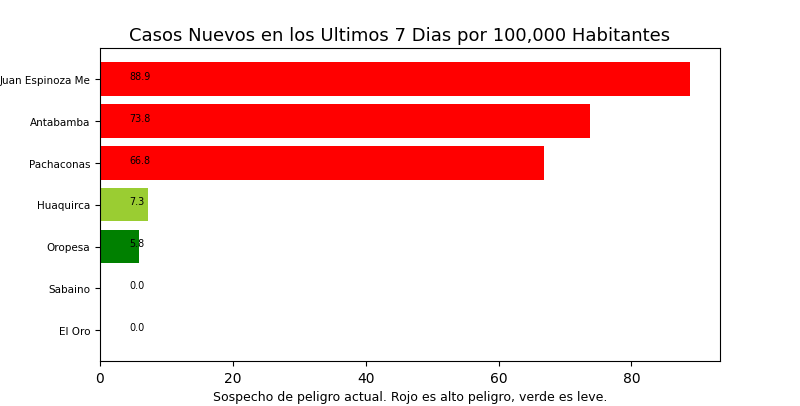 Casos Nuevos en los Ultimos 7 Dias por 100,000 Habitantes
Juan Espinoza Me 88.9
Antabamba 73.8
Pachaconas 66.8
Huaquirca 7.3
Oropesa 5.8
Sabaino 0.0
El Oro 0.0
0 20 40 60 80
Sospecho de peligro actual. Rojo es alto peligro, verde es leve.